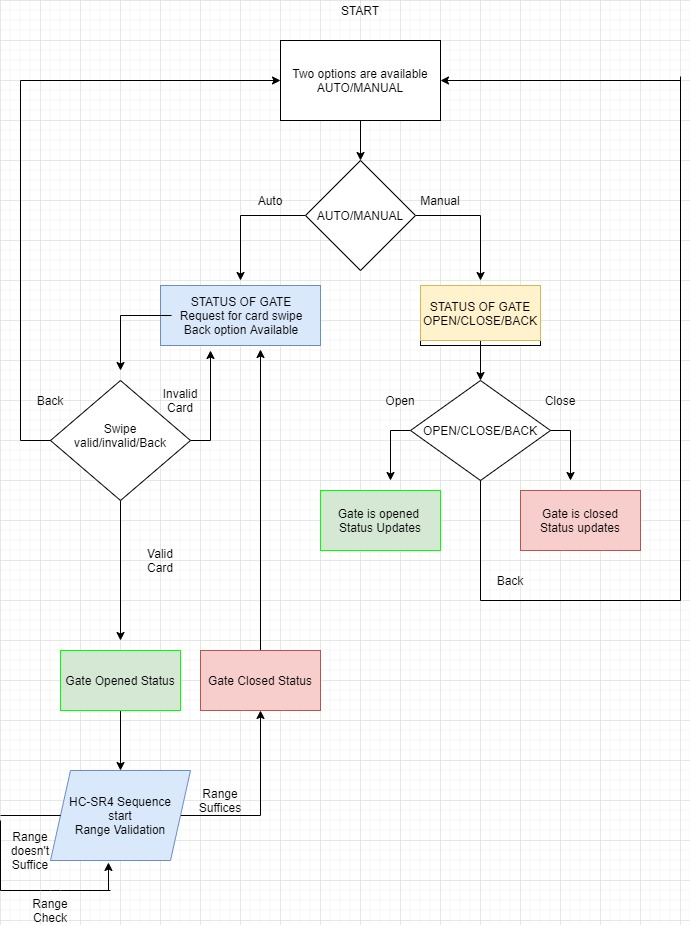 START
Two options are available
AUTO/MANUAL
Auto
Manual
AUTO/MANUAL
STATUS OF GATE
Request for card swipe
Back option Available
STATUS OF GATE
OPEN/CLOSE/BACK
Back
Invalid
Card
Swipe
valid/invalid/Back
Open
Close
OPEN/CLOSE/BACK
Gate is opened
Status Updates
Gate is closed
Status updates
Valid
Card
Back
Gate Opened Status
Gate Closed Status
HC-SR4 Sequence
start
Range Validation
Range
Suffices
Range
doesn't
Suffice
Range
Check